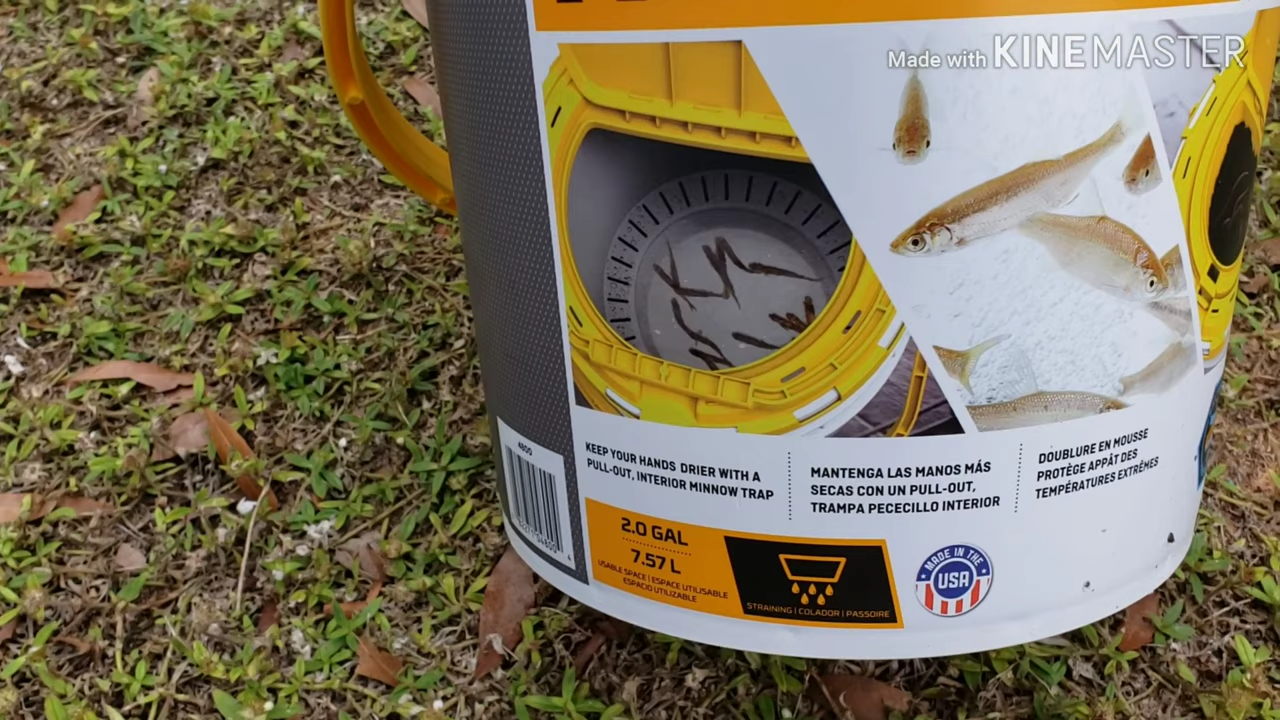 Made with KINEMASTER
4800
KEEP YOUR HANDS DRIER WITH A
PULL-OUT, INTERIOR MINNOW TRAP
MANTENGA LAS MANOS MÁS
SECAS CON UN PULL-OUT,
TRAMPA PECECILLO INTERIOR
DOUBLURE EN MOUSSE
PROTÈGE APPÂT DES
TEMPÉRATURES EXTRÊMES
2.0 GAL
7.57 L
USABLE SPACE | ESPACE UTILISABLE
ESPACIO UTILIZABLE
STRAINING | COLADOR | PASSOIRE
MADE IN THE
USA